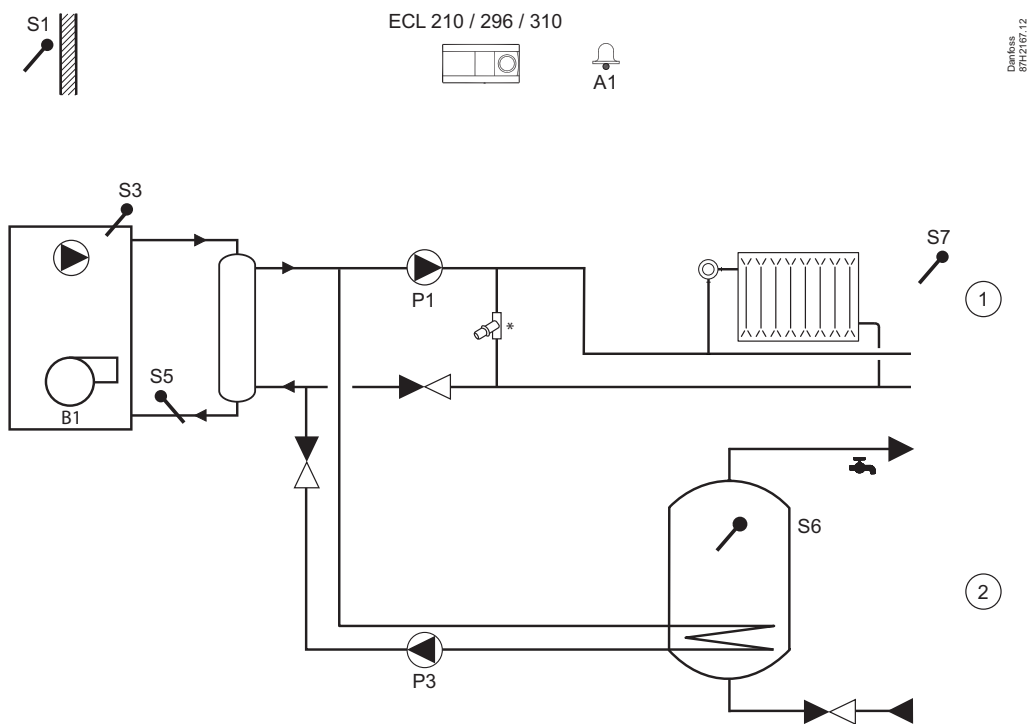 S1
ECL 210 / 296 / 310
A1
Danfoss
87H2167.12
S3
S7
P1
*
1
S5
B1
S6
2
P3